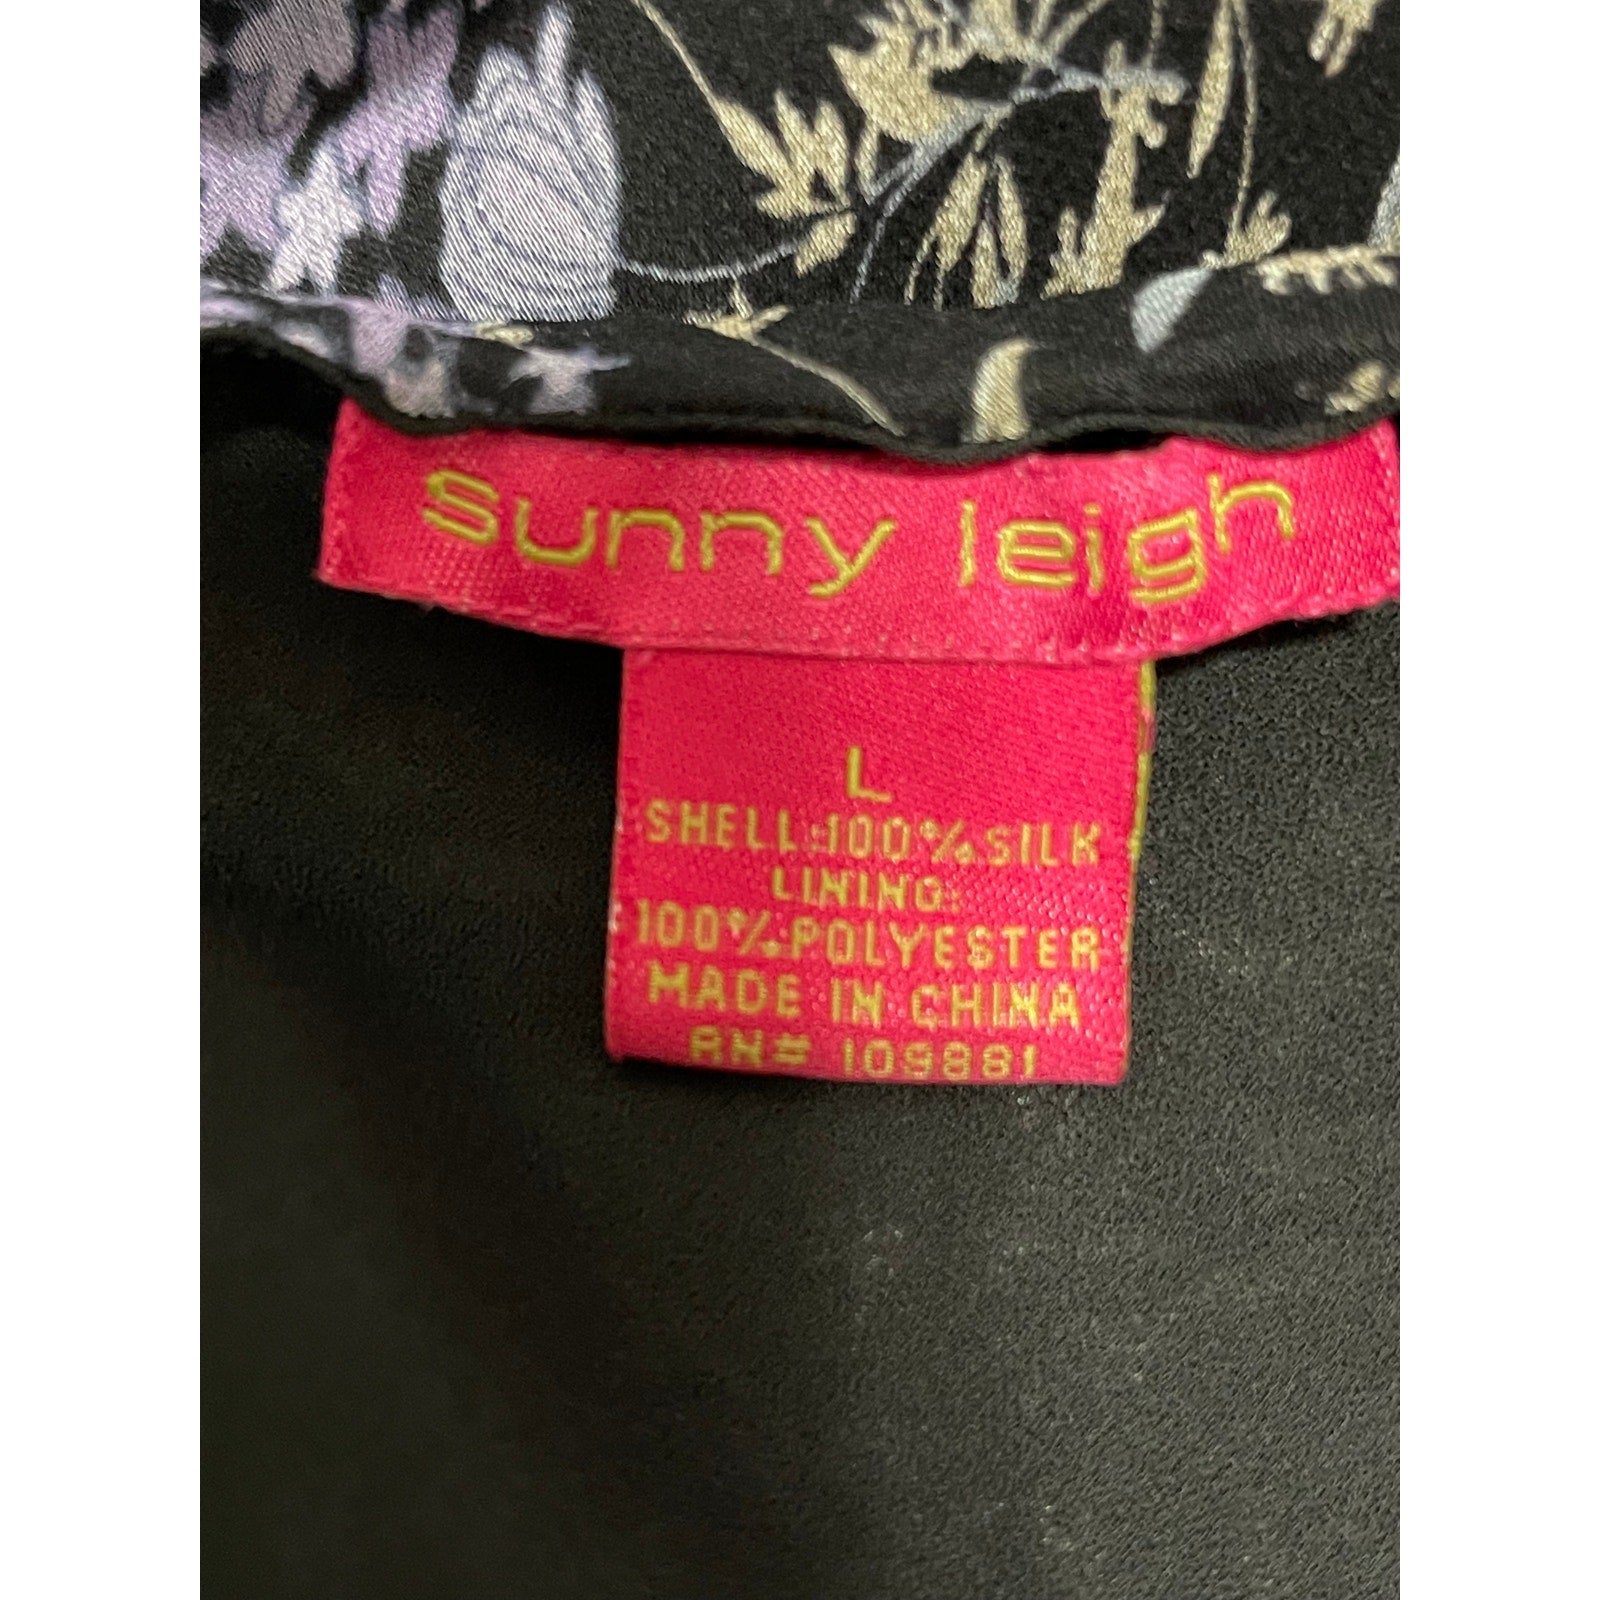 sunny leigh
L
SHELL:100%SILK
LINING:
100%POLYESTER
MADE IN CHINA
RN# 109881